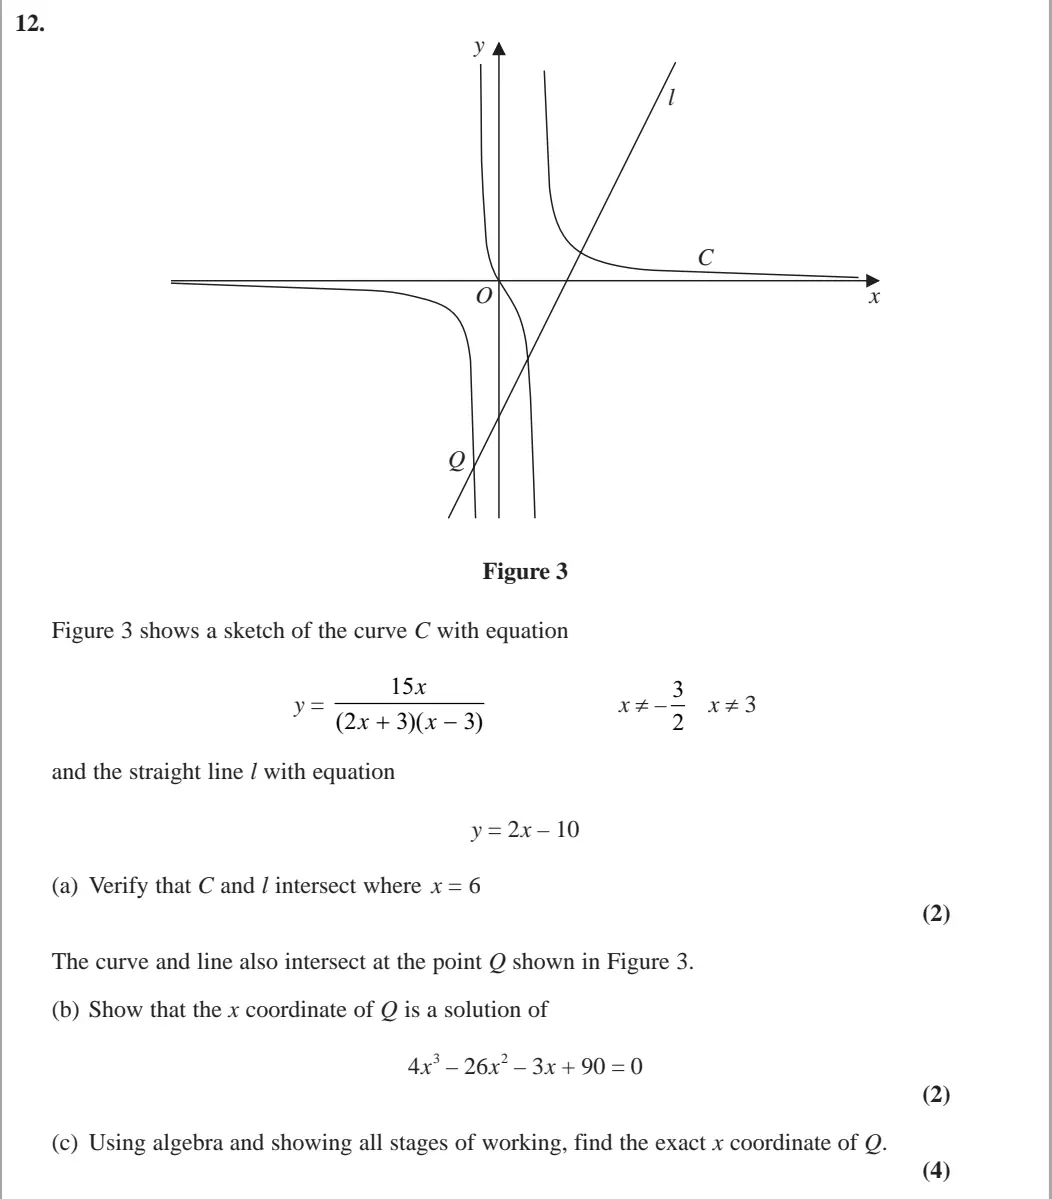 12.
y
l
C
O
x
Q
Figure 3
Figure 3 shows a sketch of the curve C with equation
y = 15x / (2x + 3)(x − 3)    x ≠ – 3/2    x ≠ 3
and the straight line l with equation
y = 2x – 10
(a) Verify that C and l intersect where x = 6
(2)
The curve and line also intersect at the point Q shown in Figure 3.
(b) Show that the x coordinate of Q is a solution of
4x³ – 26x² – 3x + 90 = 0
(2)
(c) Using algebra and showing all stages of working, find the exact x coordinate of Q.
(4)